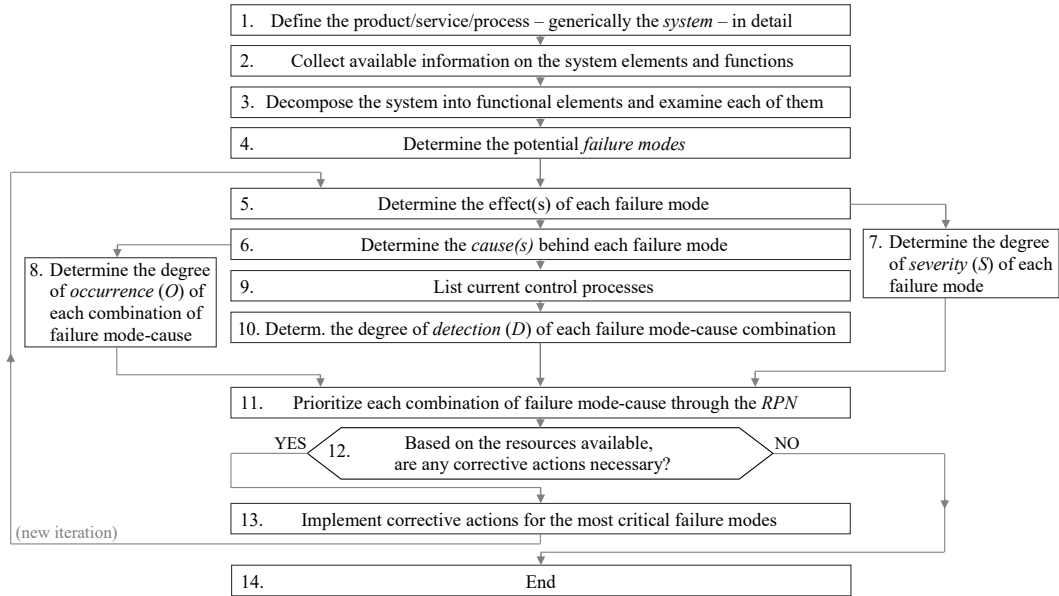 1. Define the product/service/process – generically the system – in detail
2. Collect available information on the system elements and functions
3. Decompose the system into functional elements and examine each of them
4. Determine the potential failure modes
5. Determine the effect(s) of each failure mode
6. Determine the cause(s) behind each failure mode
7. Determine the degree
of severity (S) of each
failure mode
8. Determine the degree
of occurrence (O) of
each combination of
failure mode-cause
9. List current control processes
10. Determ. the degree of detection (D) of each failure mode-cause combination
11. Prioritize each combination of failure mode-cause through the RPN
YES
12. Based on the resources available,
are any corrective actions necessary?
NO
13. Implement corrective actions for the most critical failure modes
(new iteration)
14. End